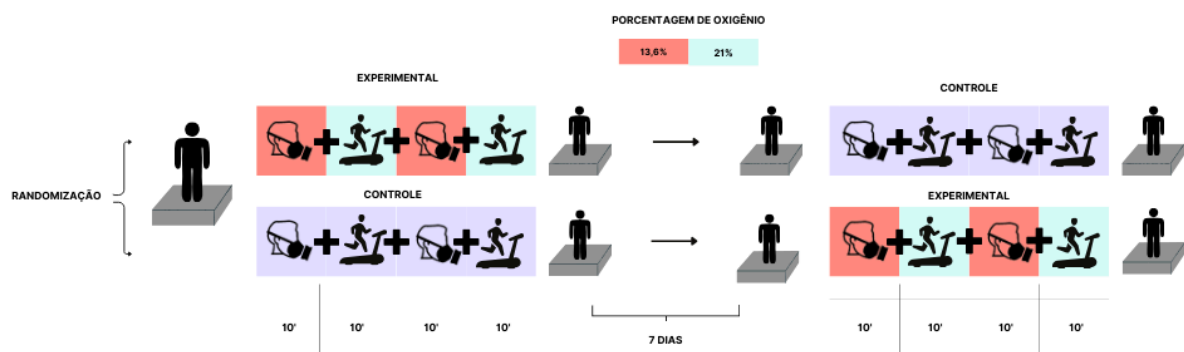 PORCENTAGEM DE OXIGÊNIO
13,6% 21%
EXPERIMENTAL
CONTROLE
RANDOMIZAÇÃO
CONTROLE
EXPERIMENTAL
10' 10' 10' 10'
7 DIAS
10' 10' 10' 10'